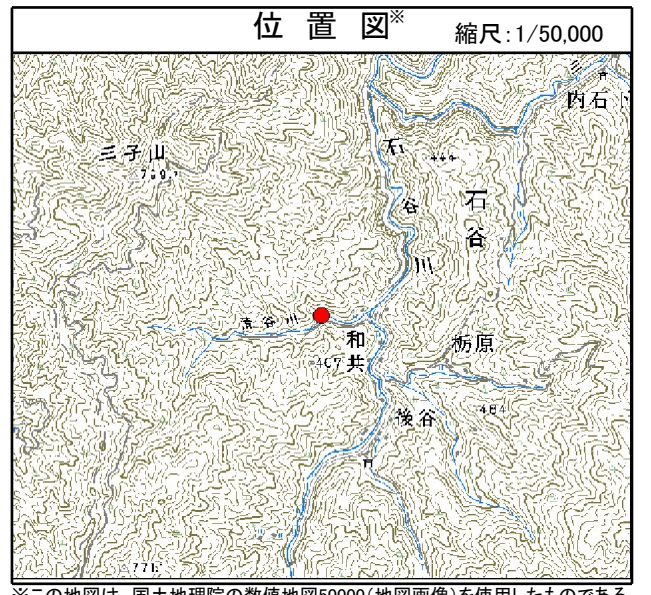 位置図※
縮尺:1/50,000
三子山
内石
石谷川
石谷
和共
栃原
後谷
484
※この地図は、国土地理院の数値地図50000(地図画像)を使用したものである